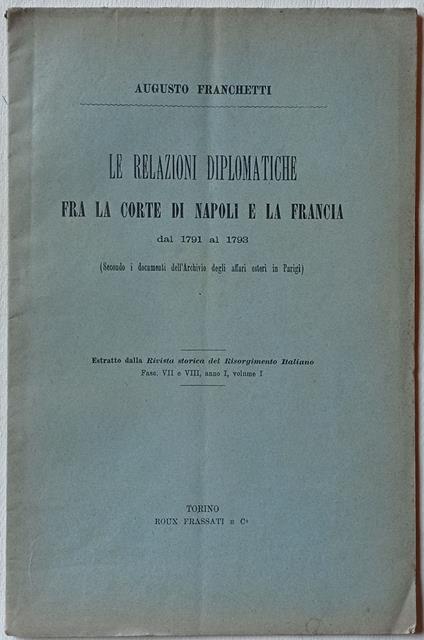 AUGUSTO FRANCHETTI
LE RELAZIONI DIPLOMATICHE
FRA LA CORTE DI NAPOLI E LA FRANCIA
dal 1791 al 1793
(Secondo i documenti dell'Archivio degli affari esteri in Parigi)
Estratto dalla Rivista storica del Risorgimento Italiano
Fasc. VII e VIII, anno I, volume I
TORINO
ROUX FRASSATI E Cº